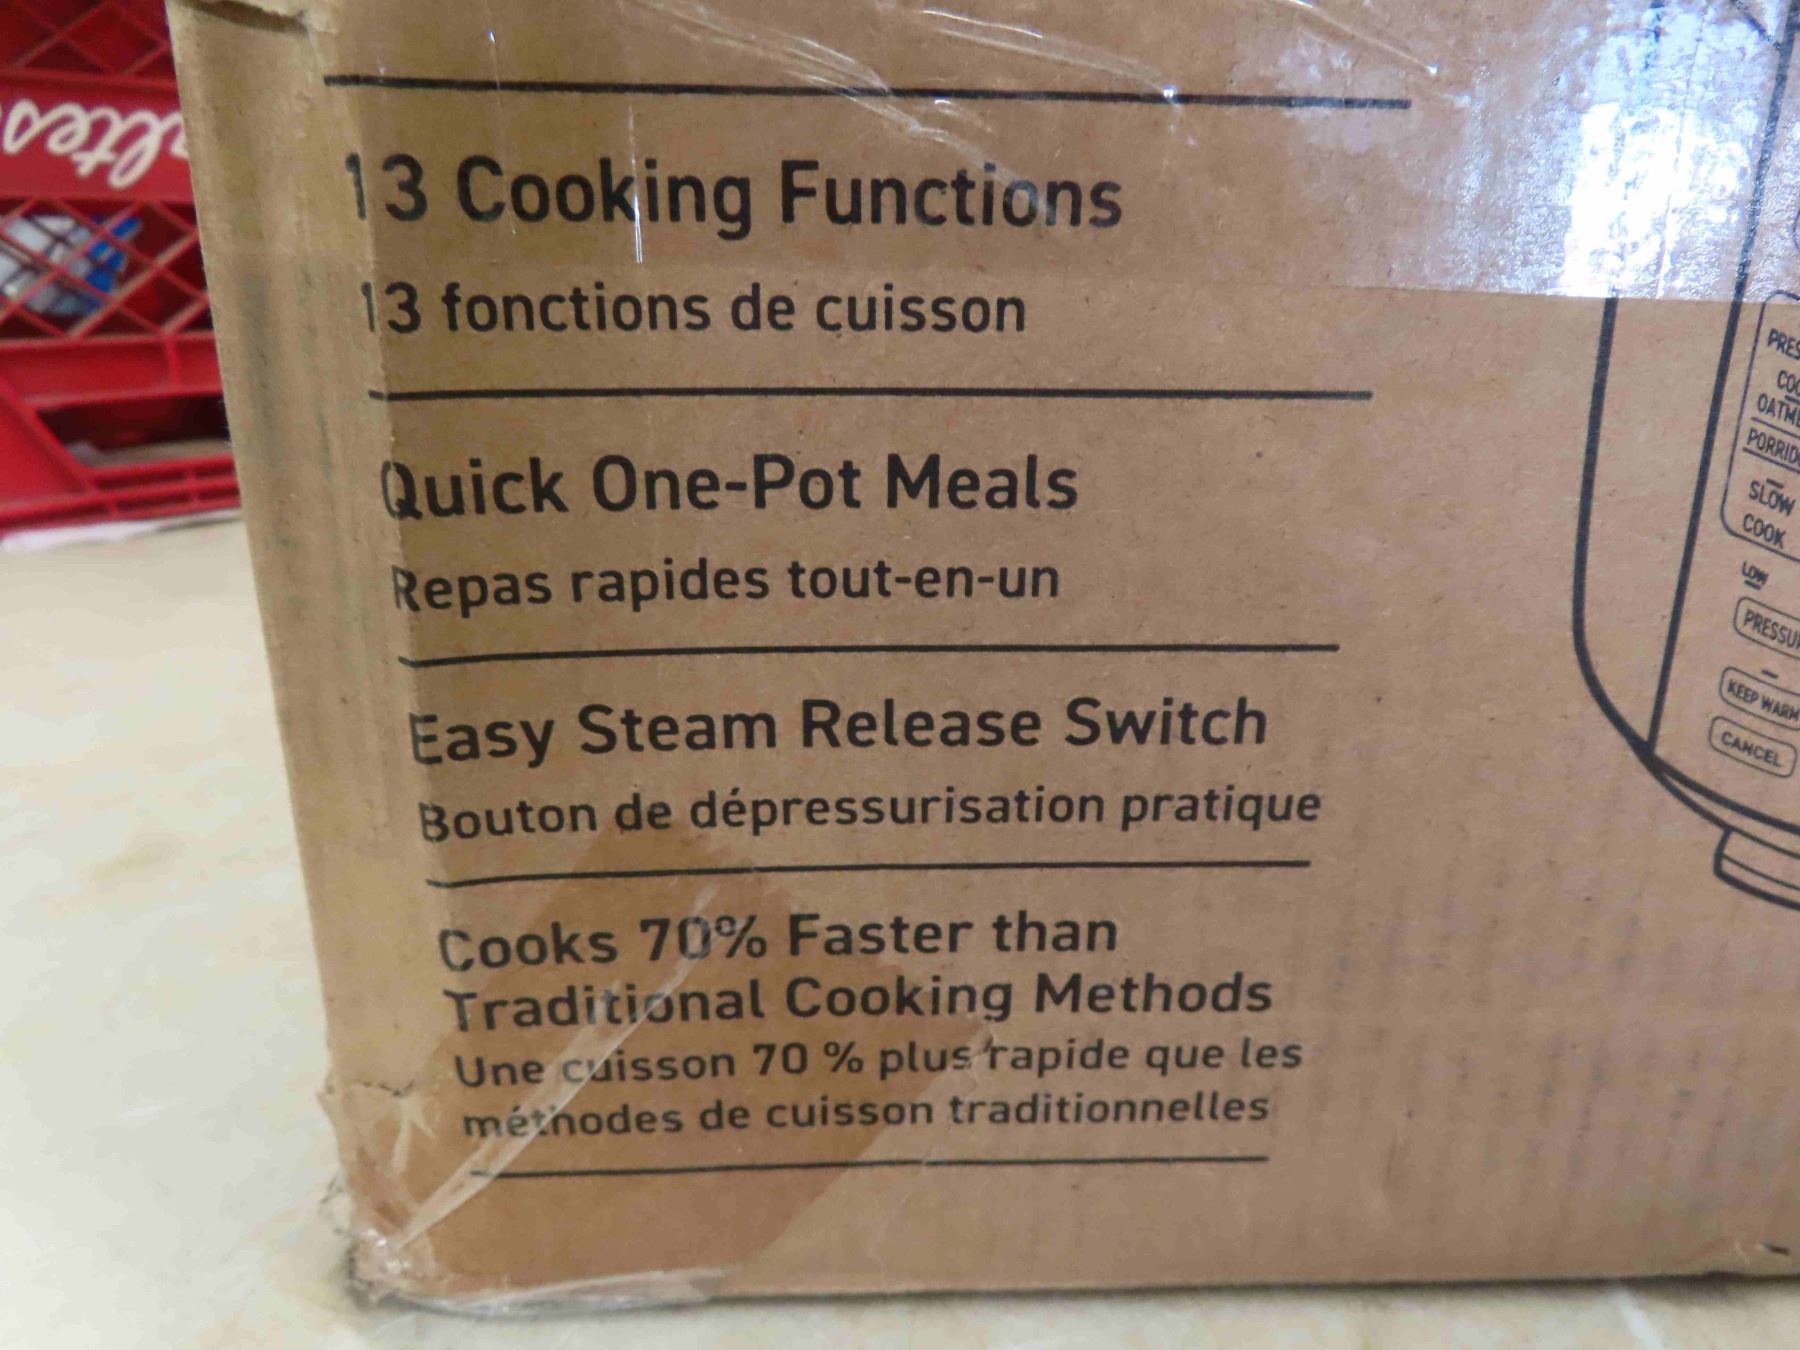 13 Cooking Functions
13 fonctions de cuisson
Quick One-Pot Meals
Repas rapides tout-en-un
Easy Steam Release Switch
Bouton de dépressurisation pratique
Cooks 70% Faster than
Traditional Cooking Methods
Une cuisson 70 % plus rapide que les
méthodes de cuisson traditionnelles
SLOW
COOK
LOW
KEEP WARM
CANCEL